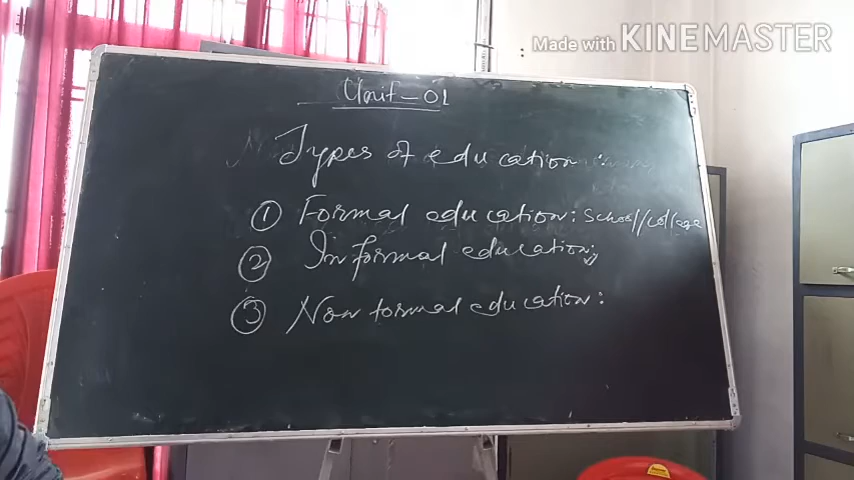 Made with KINEMASTER
Unit-01
Types of education:
① Formal education: School/college
② Informal education:
③ Non formal education: